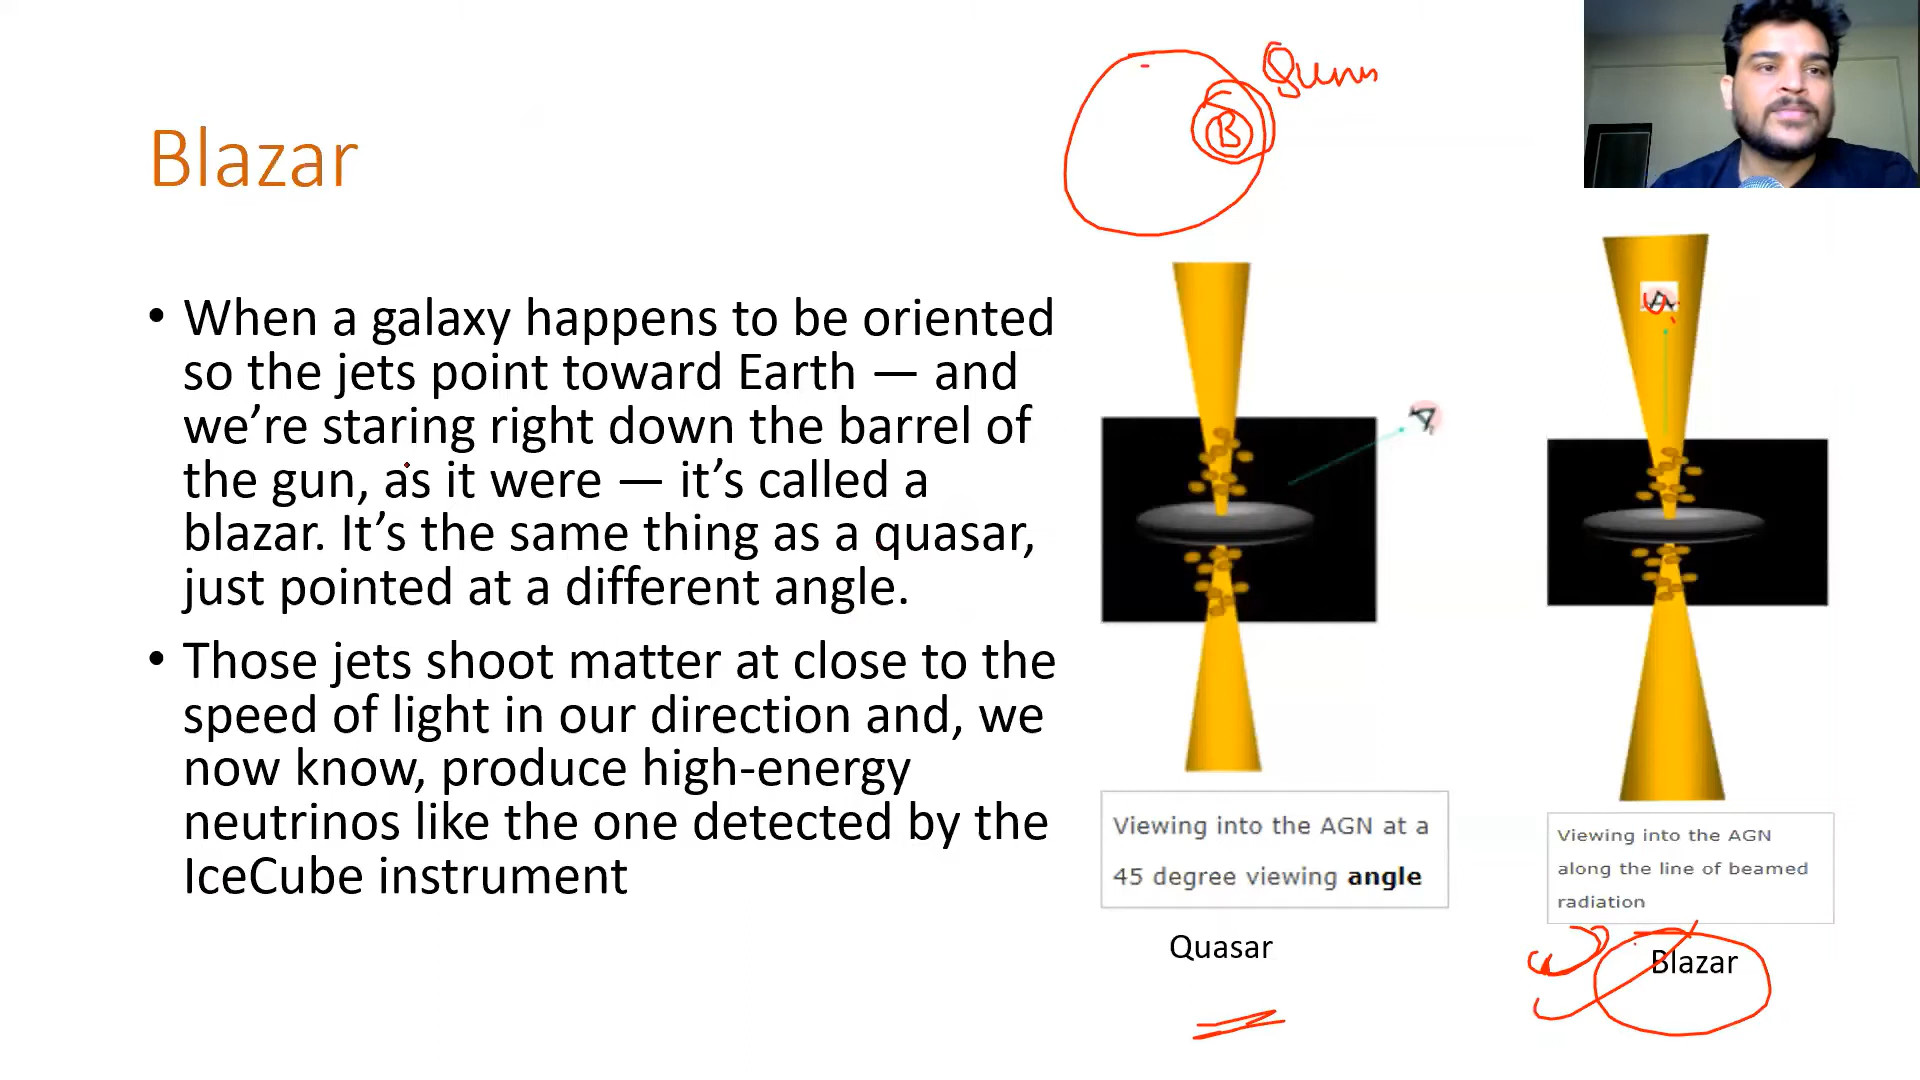 Blazar
• When a galaxy happens to be oriented
so the jets point toward Earth — and
we’re staring right down the barrel of
the gun, as it were — it’s called a
blazar. It’s the same thing as a quasar,
just pointed at a different angle.
• Those jets shoot matter at close to the
speed of light in our direction and, we
now know, produce high-energy
neutrinos like the one detected by the
IceCube instrument
B
Viewing into the AGN at a
45 degree viewing angle
Quasar
Viewing into the AGN
along the line of beamed
radiation
Blazar